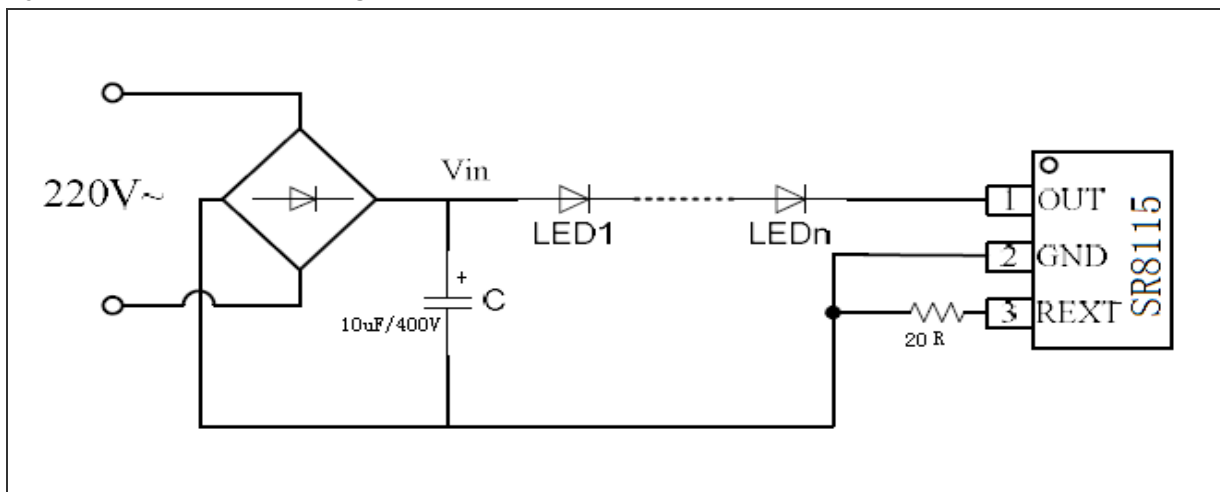 220V~
Vin
LED1
LEDn
+
C
10uF/400V
1 OUT
2 GND
3 REXT
20 R
SR8115